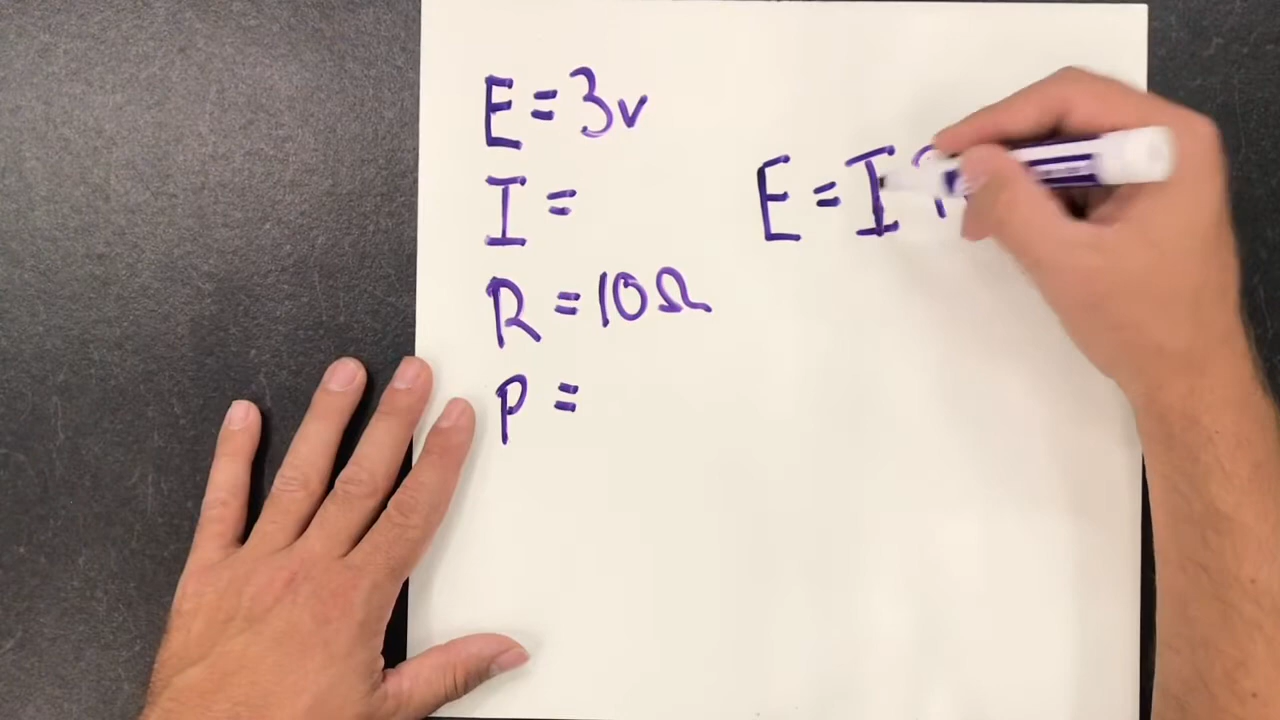 E = 3v
I =
R = 10Ω
P =
E = I